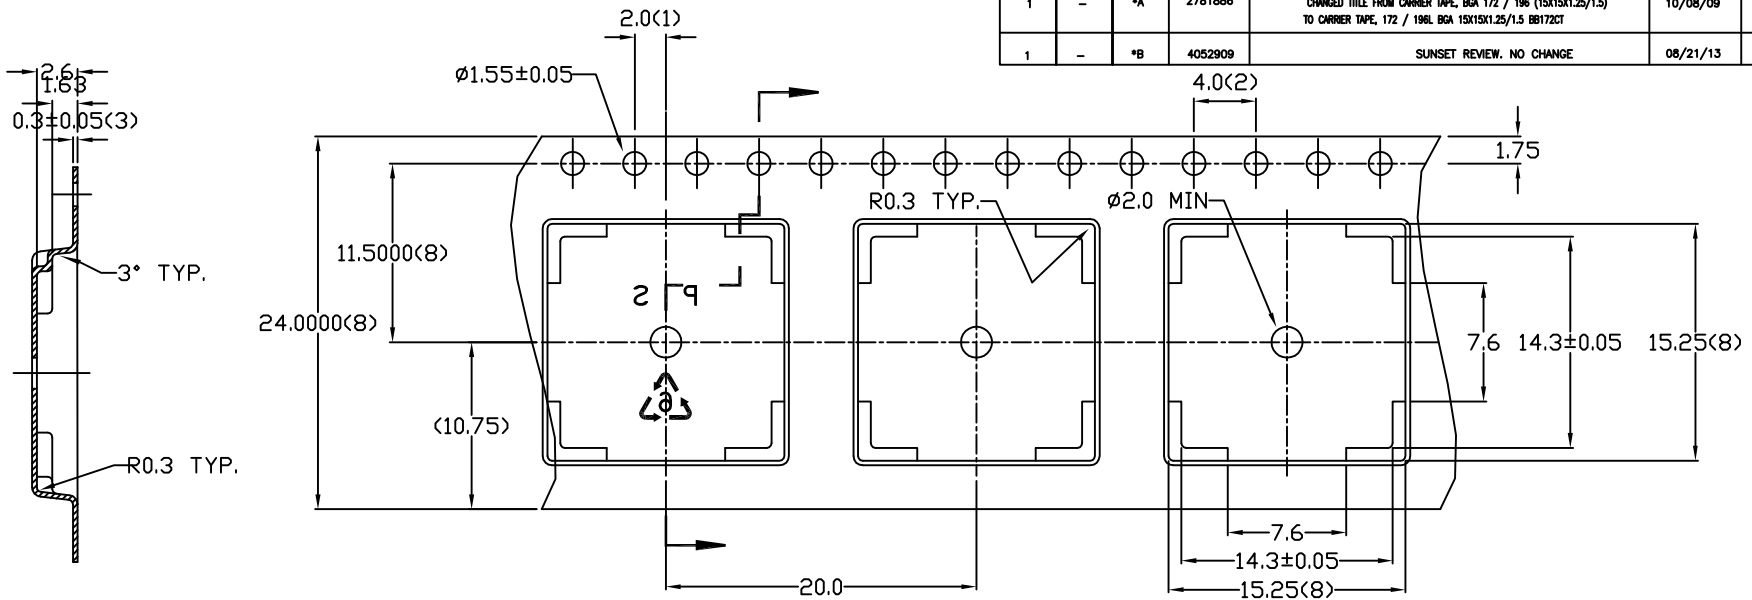 1 - *A 2781886 CHANGED TITLE FROM CARRIER TAPE, BGA 172 / 196 (15X15X1.25/1.5) 10/08/09
TO CARRIER TAPE, 172 / 196L BGA 15X15X1.25/1.5 BB172CT
1 - *B 4052909 SUNSET REVIEW. NO CHANGE 08/21/13
2.0(1)
2.6
1.63
0.3±0.05(3)
Ø1.55±0.05
4.0(2)
1.75
R0.3 TYP.
Ø2.0 MIN
11.5000(8)
3° TYP.
24.0000(8)
S P
7.6
14.3±0.05
15.25(8)
6
(10.75)
R0.3 TYP.
7.6
14.3±0.05
15.25(8)
20.0